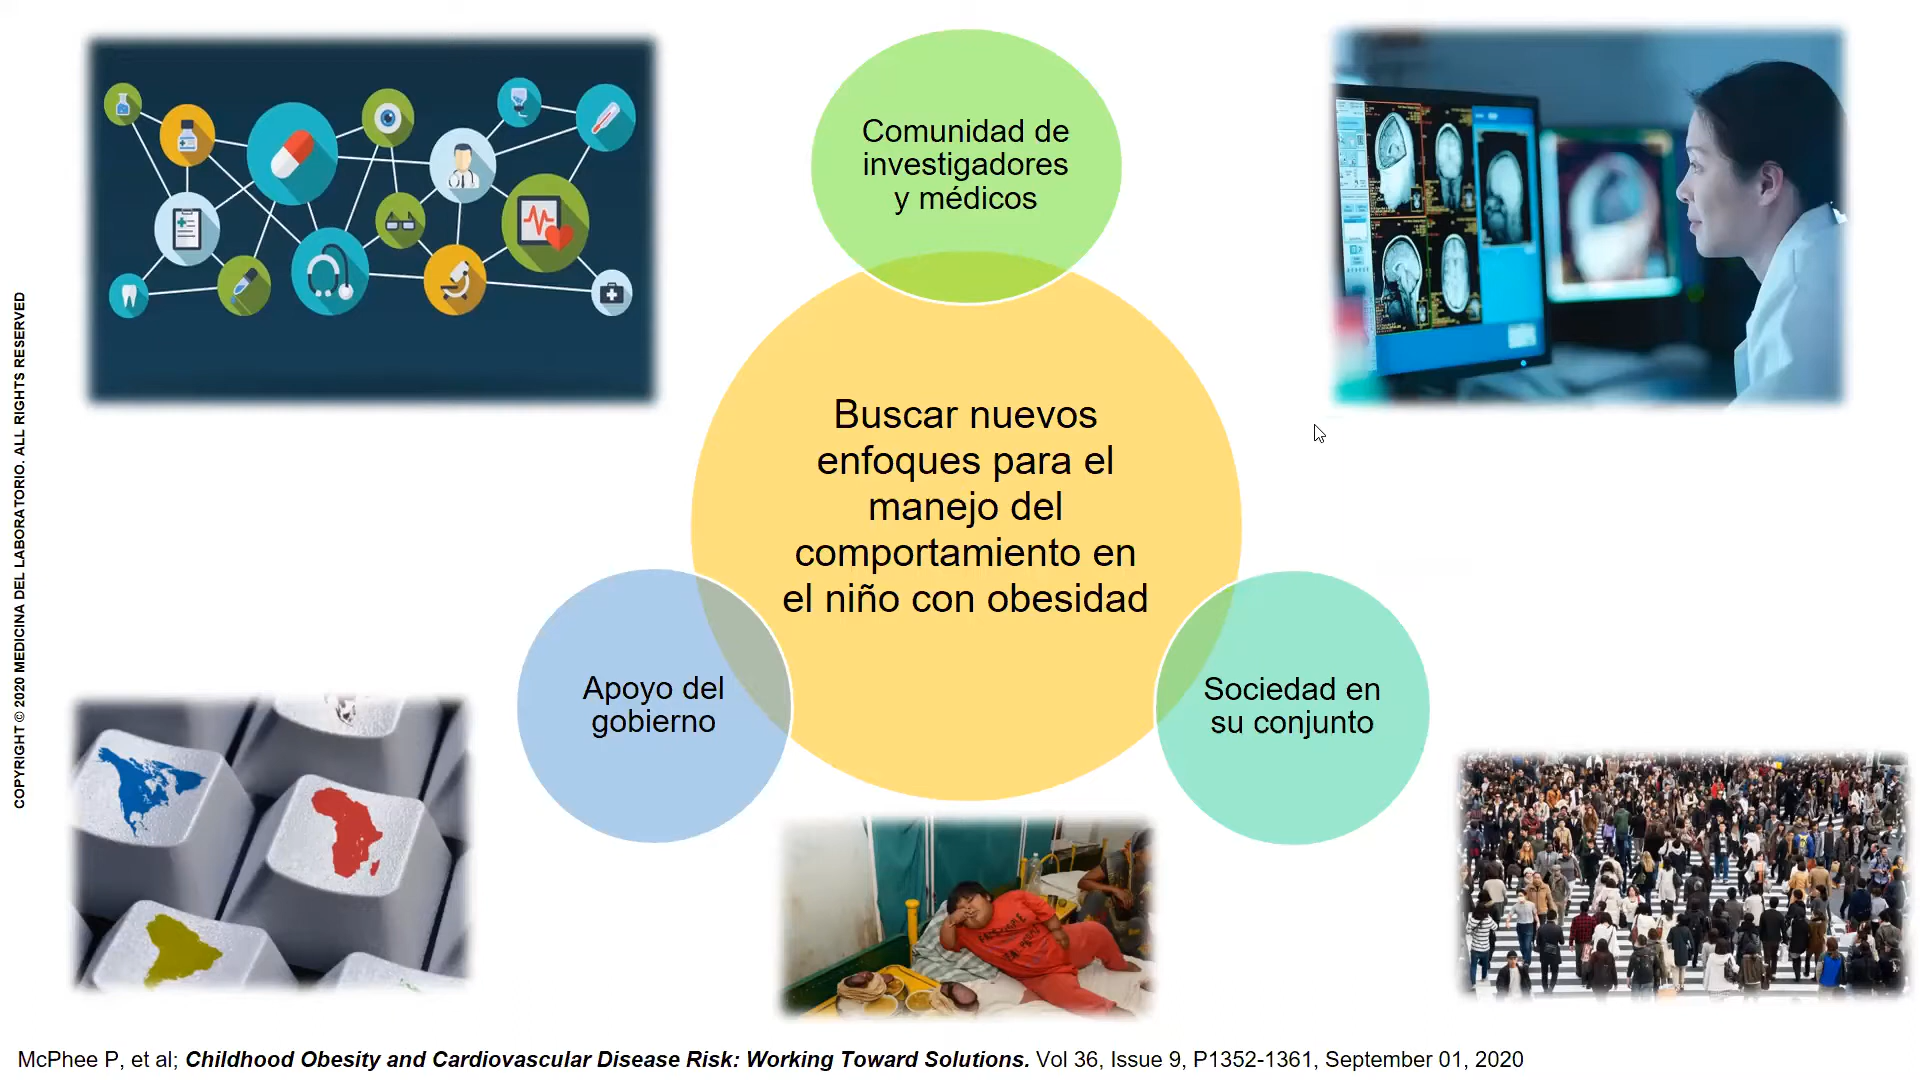 Comunidad de
investigadores
y médicos
Buscar nuevos
enfoques para el
manejo del
comportamiento en
el niño con obesidad
Apoyo del
gobierno
Sociedad en
su conjunto
COPYRIGHT © 2020 MEDICINA DEL LABORATORIO. ALL RIGHTS RESERVED
McPhee P, et al; Childhood Obesity and Cardiovascular Disease Risk: Working Toward Solutions. Vol 36, Issue 9, P1352-1361, September 01, 2020